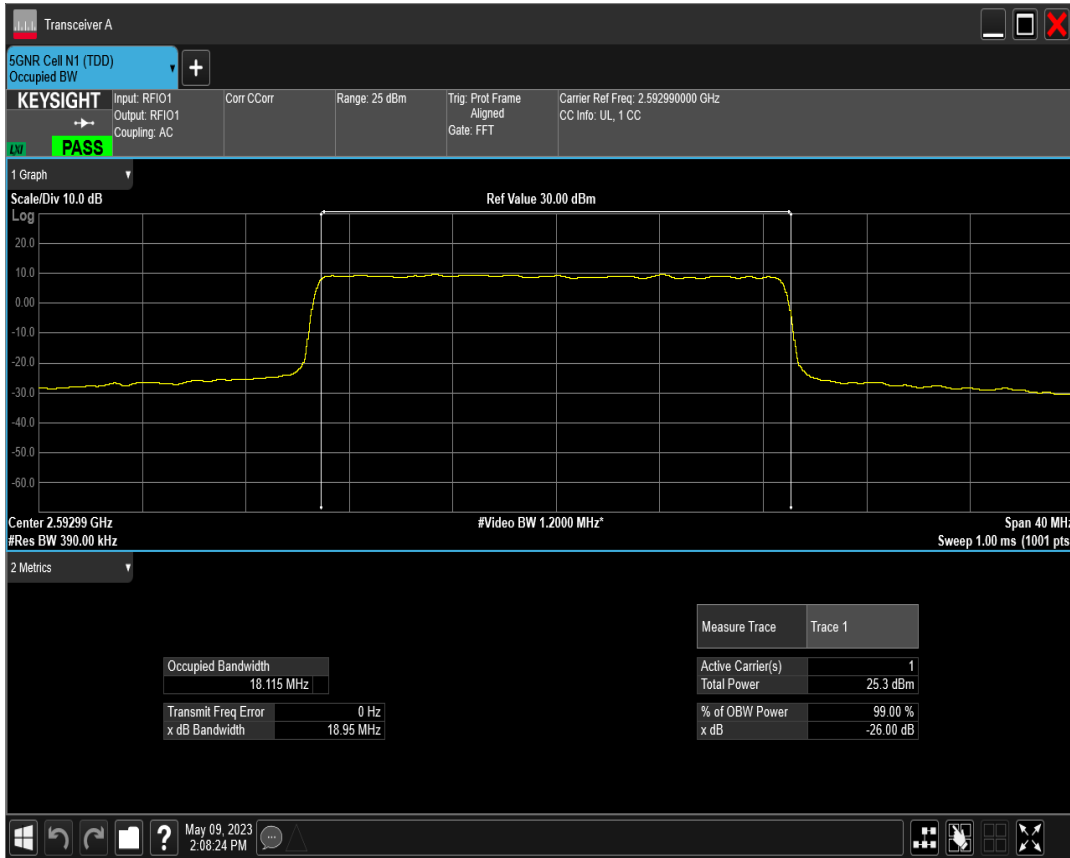 Transceiver A
5GNR Cell N1 (TDD)
Occupied BW
+
KEYSIGHT
LXI
PASS
Input: RFIO1
Output: RFIO1
Coupling: AC
Corr CCorr
Range: 25 dBm
Trig: Prot Frame
Aligned
Gate: FFT
Carrier Ref Freq: 2.592990000 GHz
CC Info: UL, 1 CC
1 Graph
Scale/Div 10.0 dB
Ref Value 30.00 dBm
Log
20.0
10.0
0.00
-10.0
-20.0
-30.0
-40.0
-50.0
-60.0
Center 2.59299 GHz
#Video BW 1.2000 MHz*
Span 40 MHz
#Res BW 390.00 kHz
Sweep 1.00 ms (1001 pts
2 Metrics
Measure Trace Trace 1
Occupied Bandwidth
18.115 MHz
Active Carrier(s) 1
Total Power 25.3 dBm
Transmit Freq Error 0 Hz
x dB Bandwidth 18.95 MHz
% of OBW Power 99.00 %
x dB -26.00 dB
?
May 09, 2023
2:08:24 PM